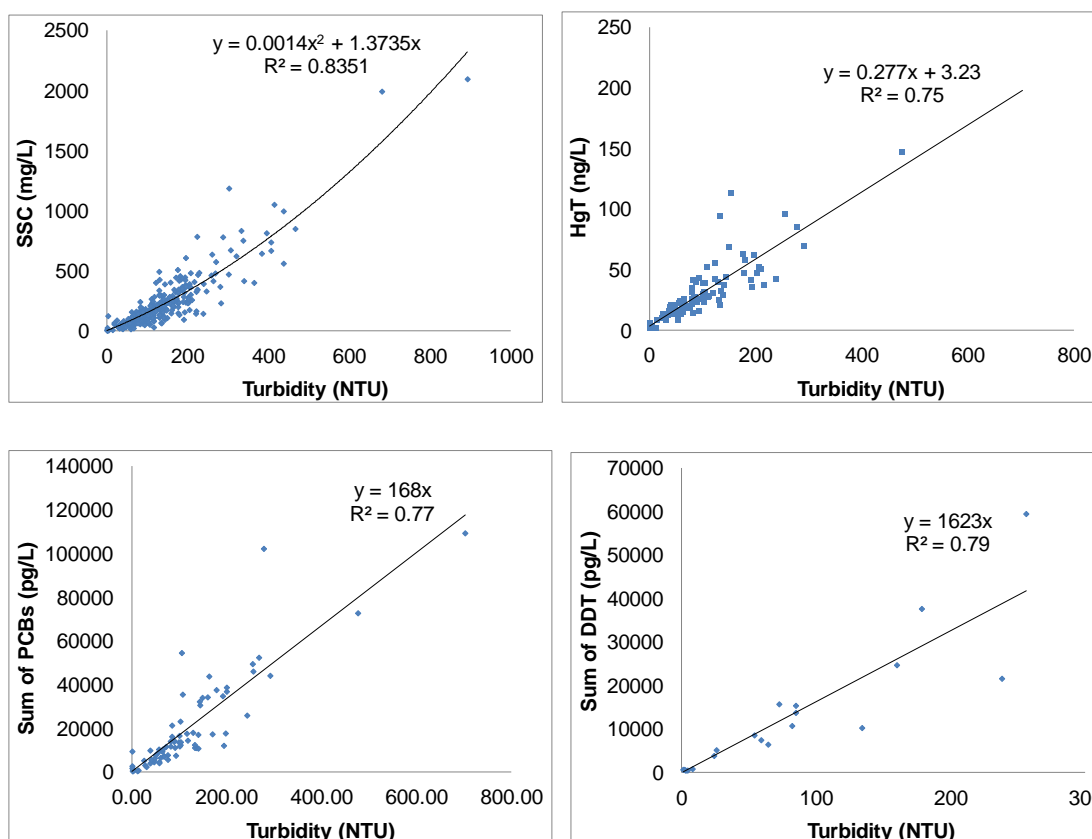 2500
2000
1500
1000
500
0
SSC (mg/L)
y = 0.0014x² + 1.3735x
R² = 0.8351
0 200 400 600 800 1000
Turbidity (NTU)
250
200
150
100
50
0
HgT (ng/L)
y = 0.277x + 3.23
R² = 0.75
0 200 400 600 800
Turbidity (NTU)
140000
120000
100000
80000
60000
40000
20000
0
Sum of PCBs (pg/L)
y = 168x
R² = 0.77
0.00 200.00 400.00 600.00 800.00
Turbidity (NTU)
70000
60000
50000
40000
30000
20000
10000
0
Sum of DDT (pg/L)
y = 1623x
R² = 0.79
0 100 200 30
Turbidity (NTU)